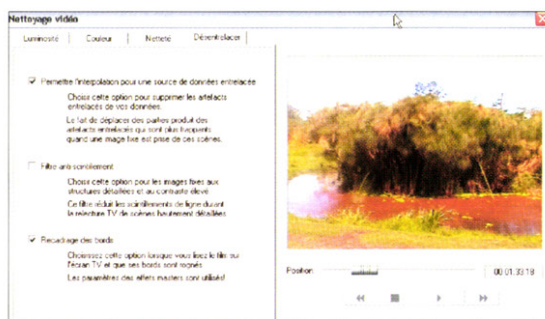 Nettoyage vidéo
Luminosité
Couleur
Netteté
Désentrelacer
Permettre l'interpolation pour une source de données entrelacée
Choisir cette option pour supprimer les artefacts
entrelacés de vos données.
Le fait de déplacer des parties produit des
artefacts entrelacés qui sont plus frappants
quand une image fixe est prise de ces scènes.
Filtre anti scintillement
Choisir cette option pour les images fixes aux
structures détaillées et au contraste élevé
Ce filtre réduit les scintillements de ligne durant
la relecture TV de scènes hautement détaillées
Recadrage des bords
Choisissez cette option lorsque vous lisez le film sur
l'écran TV et que ses bords sont rognés
Les paramètres des effets masters sont utilisés!
Position
00:01:33:18